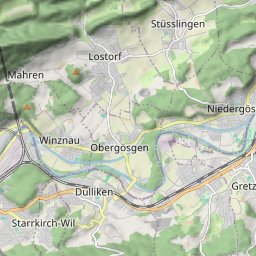 Stüsslingen
Lostorf
Mahren
Niedergös
Winznau
Obergösgen
Gretz
Dulliken
Starrkirch-Wil